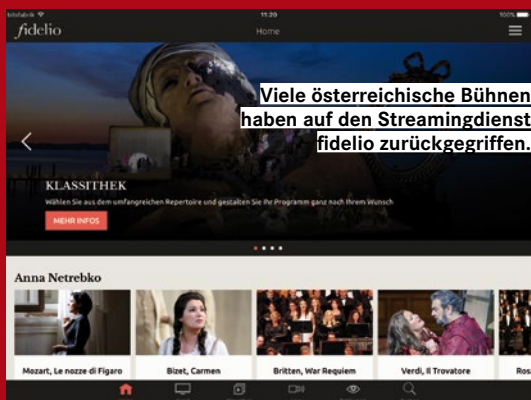 bitsfabrik 11:20 100%
fidelio
Home
Viele österreichische Bühnen
haben auf den Streamingdienst
fidelio zurückgegriffen.
KLASSITHEK
Wählen Sie aus dem umfangreichen Repertoire und gestalten Sie Ihr Programm ganz nach Ihrem Wunsch
MEHR INFOS
Anna Netrebko
Mozart, Le nozze di Figaro
Bizet, Carmen
Britten, War Requiem
Verdi, Il Trovatore
Ros